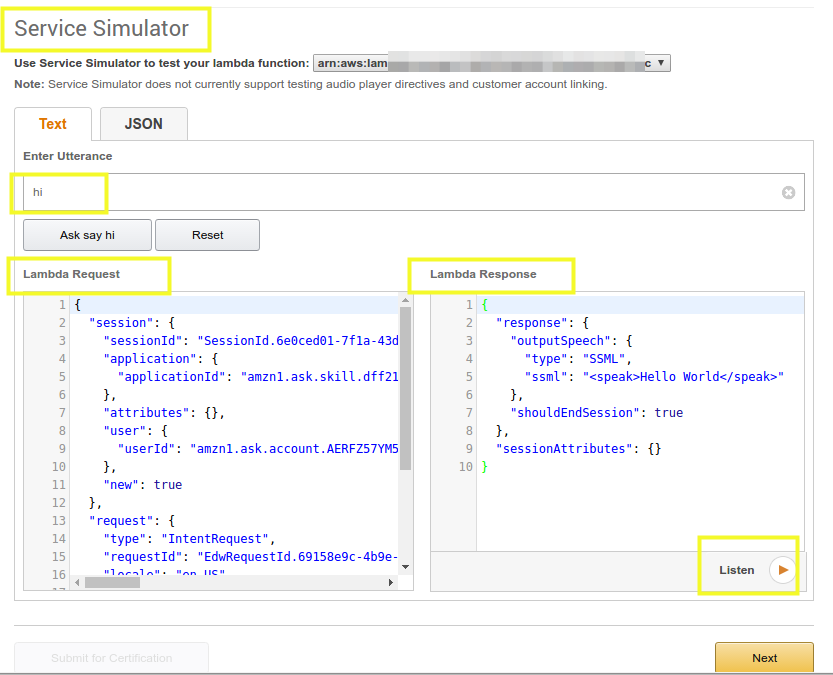 Service Simulator
Use Service Simulator to test your lambda function: arn:aws:lam c
Note: Service Simulator does not currently support testing audio player directives and customer account linking.
Text JSON
Enter Utterance
hi
Ask say hi Reset
Lambda Request
1 {
2 "session": {
3 "sessionId": "SessionId.6e0ced01-7f1a-43d
4 "application": {
5 "applicationId": "amzn1.ask.skill.dff21
6 },
7 "attributes": {},
8 "user": {
9 "userId": "amzn1.ask.account.AERFZ57YM5
10 },
11 "new": true
12 },
13 "request": {
14 "type": "IntentRequest",
15 "requestId": "EdwRequestId.69158e9c-4b9e-
16 "locale": "en-US"
Lambda Response
1 {
2 "response": {
3 "outputSpeech": {
4 "type": "SSML",
5 "ssml": "<speak>Hello World</speak>"
6 },
7 "shouldEndSession": true
8 },
9 "sessionAttributes": {}
10 }
Listen
Submit for Certification Next